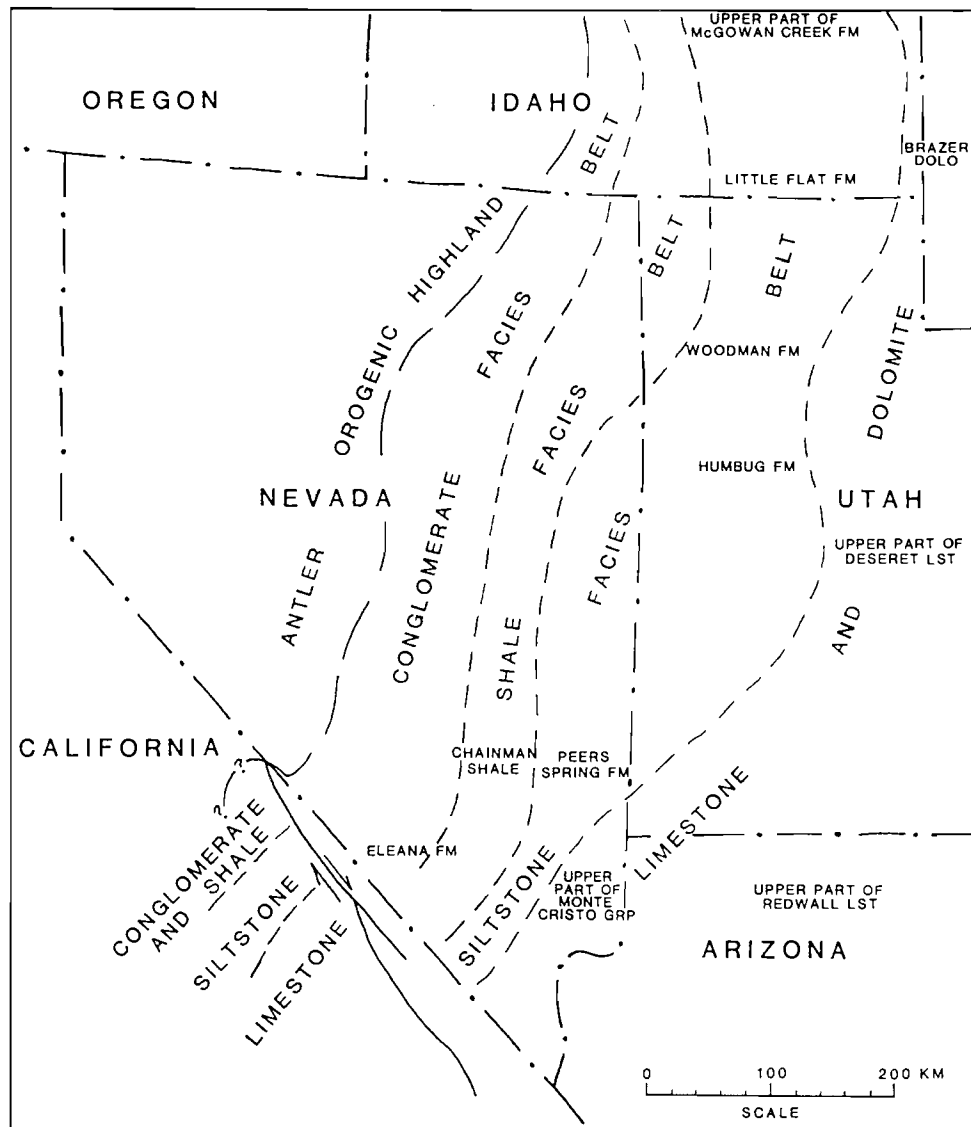 UPPER PART OF
McGOWAN CREEK FM
OREGON
IDAHO
BRAZER
DOLO
LITTLE FLAT FM
ANTLER OROGENIC HIGHLAND
CONGLOMERATE FACIES BELT
SHALE FACIES BELT
SILTSTONE FACIES BELT
LIMESTONE AND DOLOMITE
WOODMAN FM
HUMBUG FM
NEVADA
UTAH
UPPER PART OF
DESERET LST
CALIFORNIA
CHAINMAN
SHALE
PEERS
SPRING FM
?
?
ELEANA FM
CONGLOMERATE
AND SHALE
SILTSTONE
LIMESTONE
UPPER
PART OF
MONTE
CRISTO GRP
UPPER PART OF
REDWALL LST
ARIZONA
0 100 200 KM
SCALE